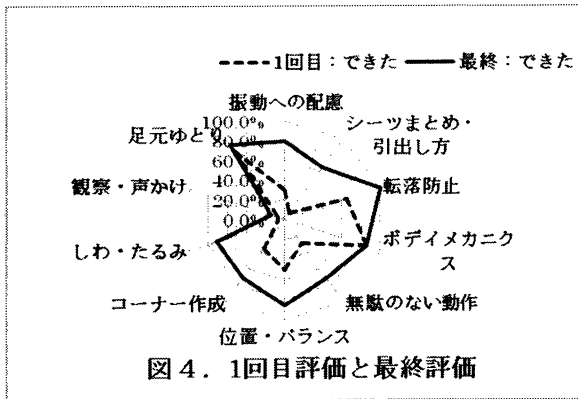 1回目：できた 最終：できた
振動への配慮
シーツまとめ・
引出し方
転落防止
ボディメカニク
ス
無駄のない動作
位置・バランス
コーナー作成
しわ・たるみ
観察・声かけ
足元ゆとり
100.0%
80.0%
60.0%
40.0%
20.0%
0.0%
図４．1回目評価と最終評価